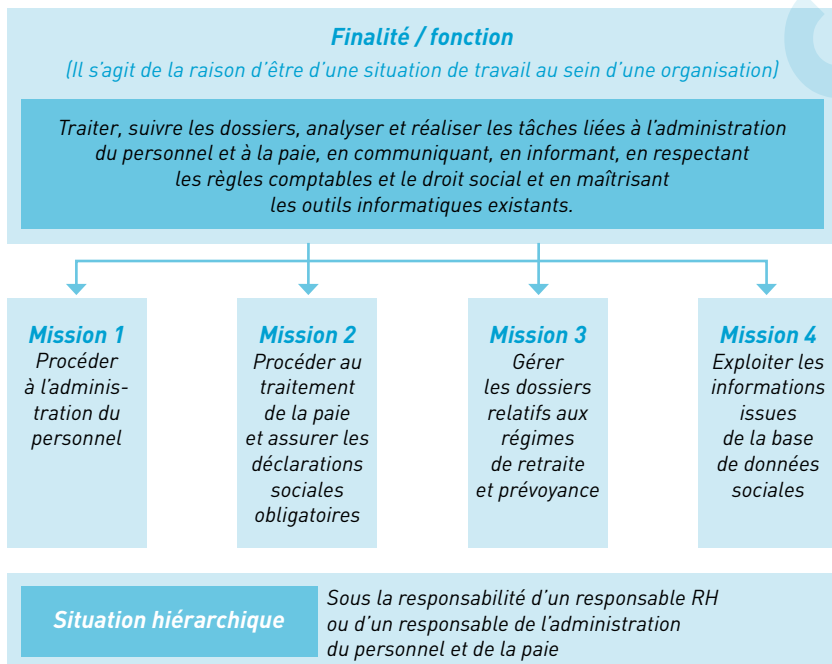 Finalité / fonction
(Il s'agit de la raison d'être d'une situation de travail au sein d'une organisation)
Traiter, suivre les dossiers, analyser et réaliser les tâches liées à l'administration
du personnel et à la paie, en communiquant, en informant, en respectant
les règles comptables et le droit social et en maîtrisant
les outils informatiques existants.
Mission 1
Procéder
à l'adminis-
tration du
personnel
Mission 2
Procéder au
traitement
de la paie
et assurer les
déclarations
sociales
obligatoires
Mission 3
Gérer
les dossiers
relatifs aux
régimes
de retraite
et prévoyance
Mission 4
Exploiter les
informations
issues
de la base
de données
sociales
Situation hiérarchique
Sous la responsabilité d'un responsable RH
ou d'un responsable de l'administration
du personnel et de la paie